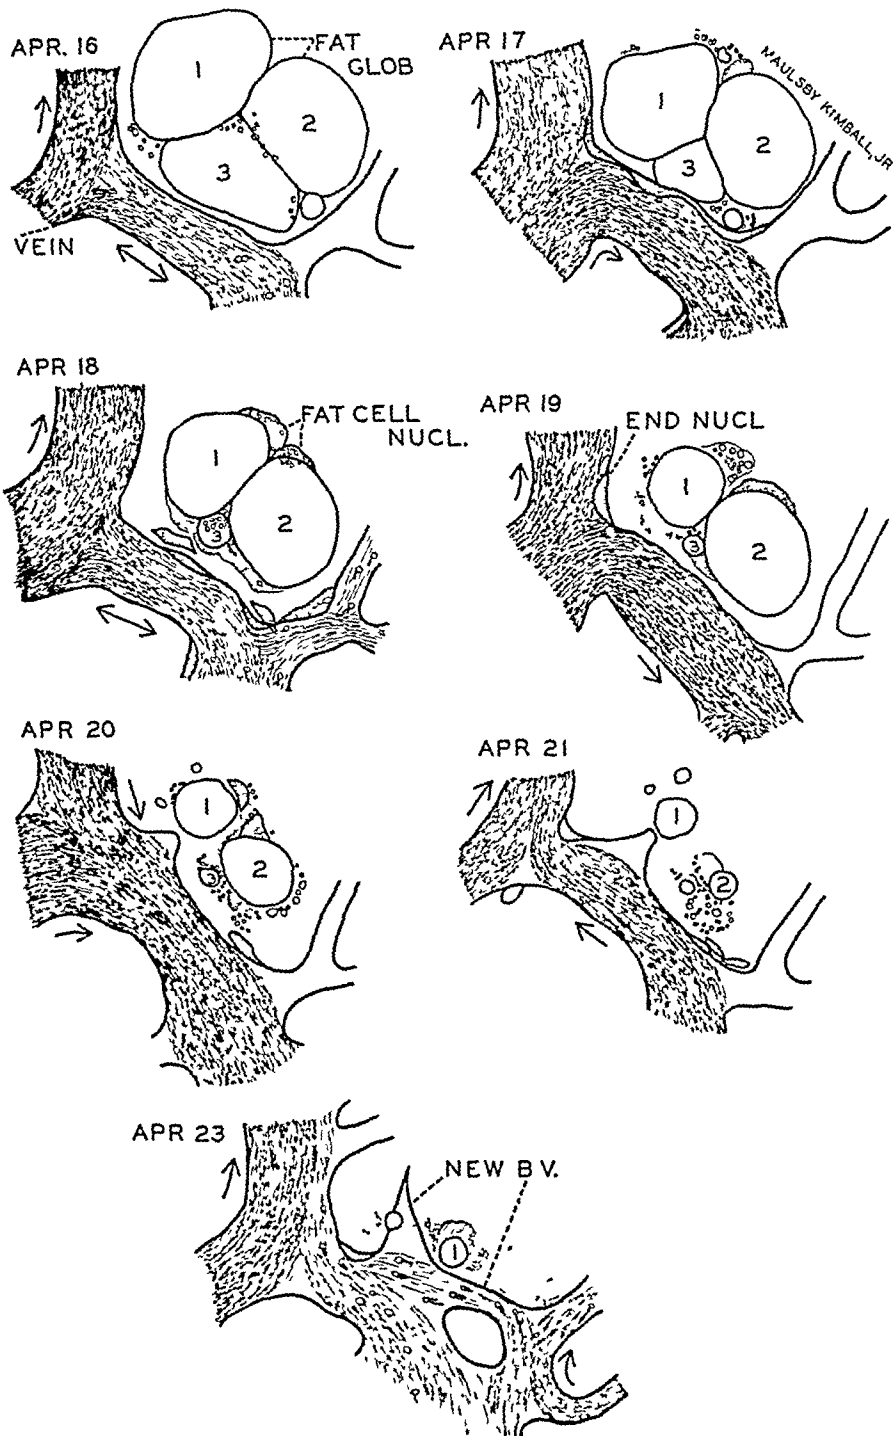 APR. 16
FAT
GLOB
1
2
3
VEIN
APR 17
MAULSBY KIMBALL, JR
1
2
3
APR 18
FAT CELL
NUCL.
1
2
3
APR 19
END NUCL
1
2
3
APR 20
1
2
3
APR 21
1
2
APR 23
NEW B V.
1